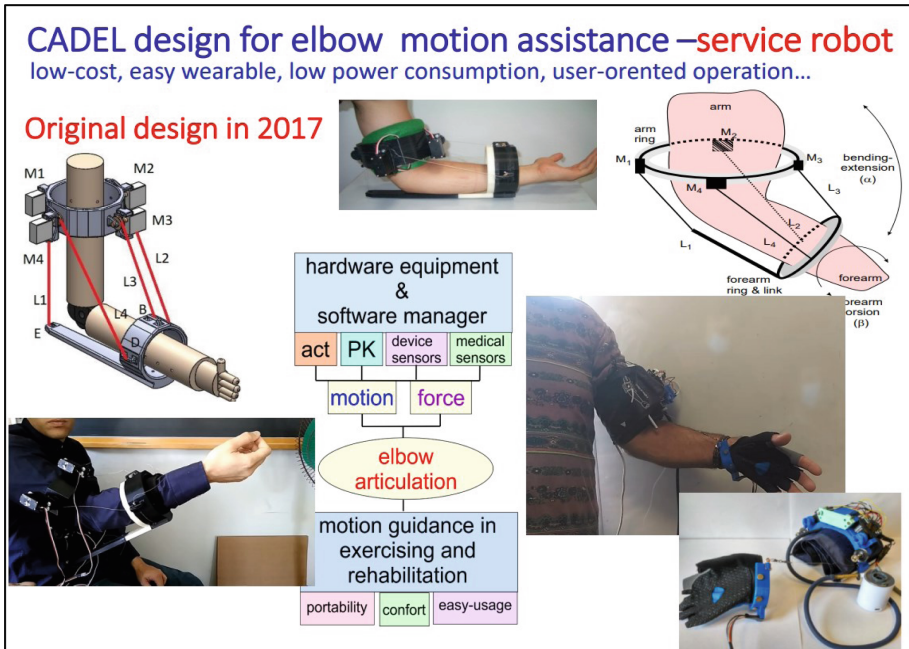 CADEL design for elbow motion assistance –service robot
low-cost, easy wearable, low power consumption, user-orented operation...
Original design in 2017
M1
M2
M3
M4
L1
L2
L3
L4
B
D
E
arm
arm
ring
M1
M2
M3
M4
L1
L2
L3
L4
bending-
extension
(α)
forearm
ring & link
forearm
forearm
torsion
(β)
hardware equipment
&
software manager
act
PK
device
sensors
medical
sensors
motion
force
elbow
articulation
motion guidance in
exercising and
rehabilitation
portability
confort
easy-usage